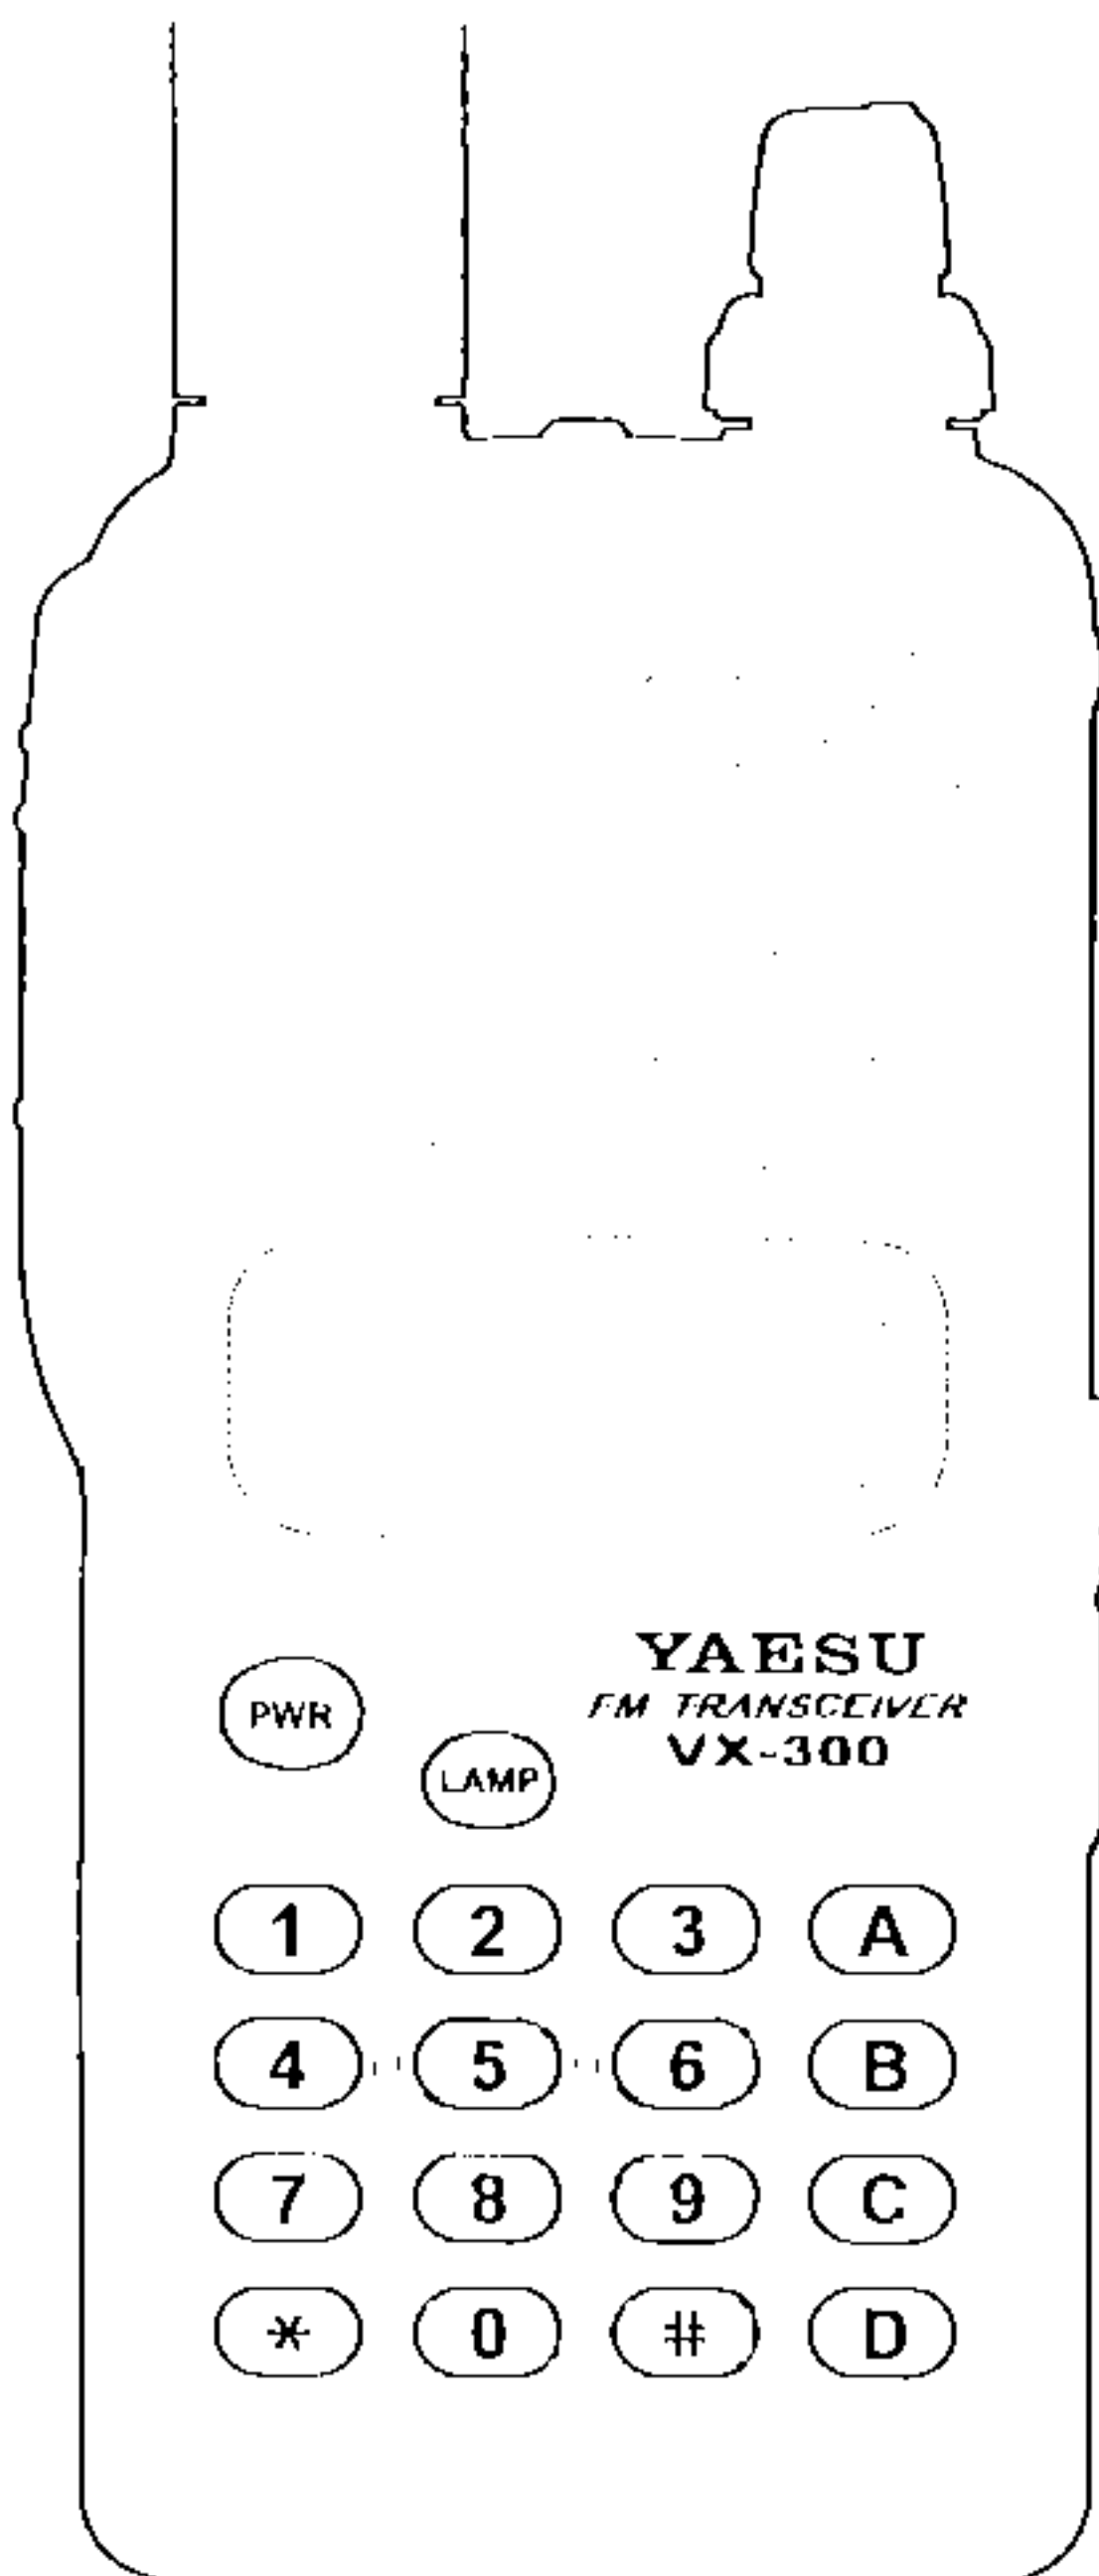 YAESU
FM TRANSCEIVER
VX-300
PWR
LAMP
1 2 3 A
4 5 6 B
7 8 9 C
* 0 # D